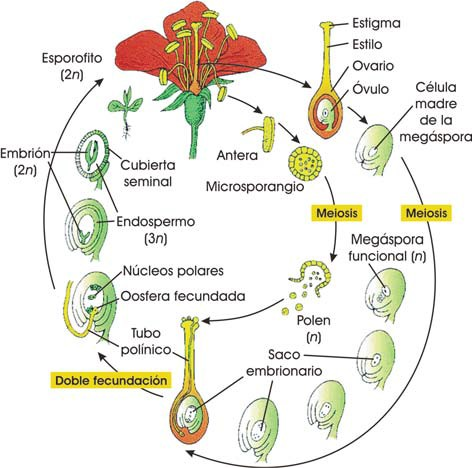 Esporofito
(2n)
Estigma
Estilo
Ovario
Óvulo
Célula
madre
de la
megáspora
Antera
Microsporangio
Meiosis
Meiosis
Megáspora
funcional (n)
Polen
(n)
Saco
embrionario
Tubo
polínico
Doble fecundación
Núcleos polares
Oosfera fecundada
Endospermo
(3n)
Cubierta
seminal
Embrión
(2n)